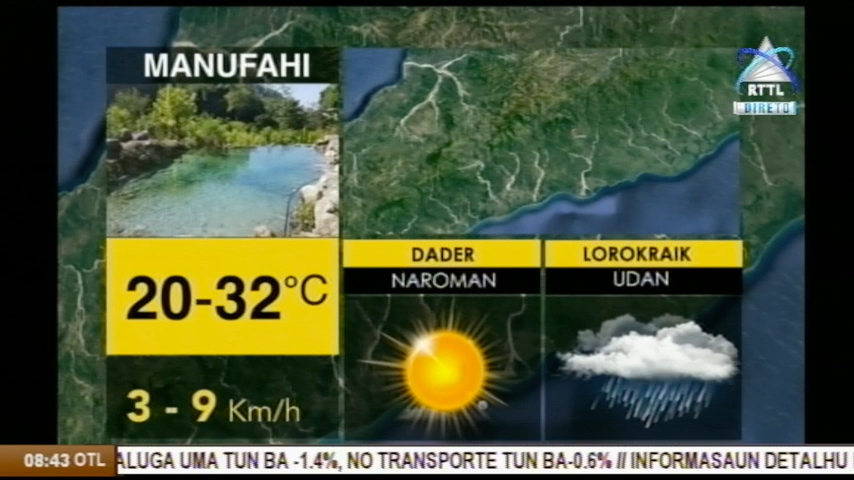 MANUFAHI
RTTL
DIRETO
20-32°C
DADER
NAROMAN
LOROKRAIK
UDAN
3 - 9 Km/h
08:43 OTL
ALUGA UMA TUN BA -1.4%, NO TRANSPORTE TUN BA-0.6% // INFORMASAUN DETALHU